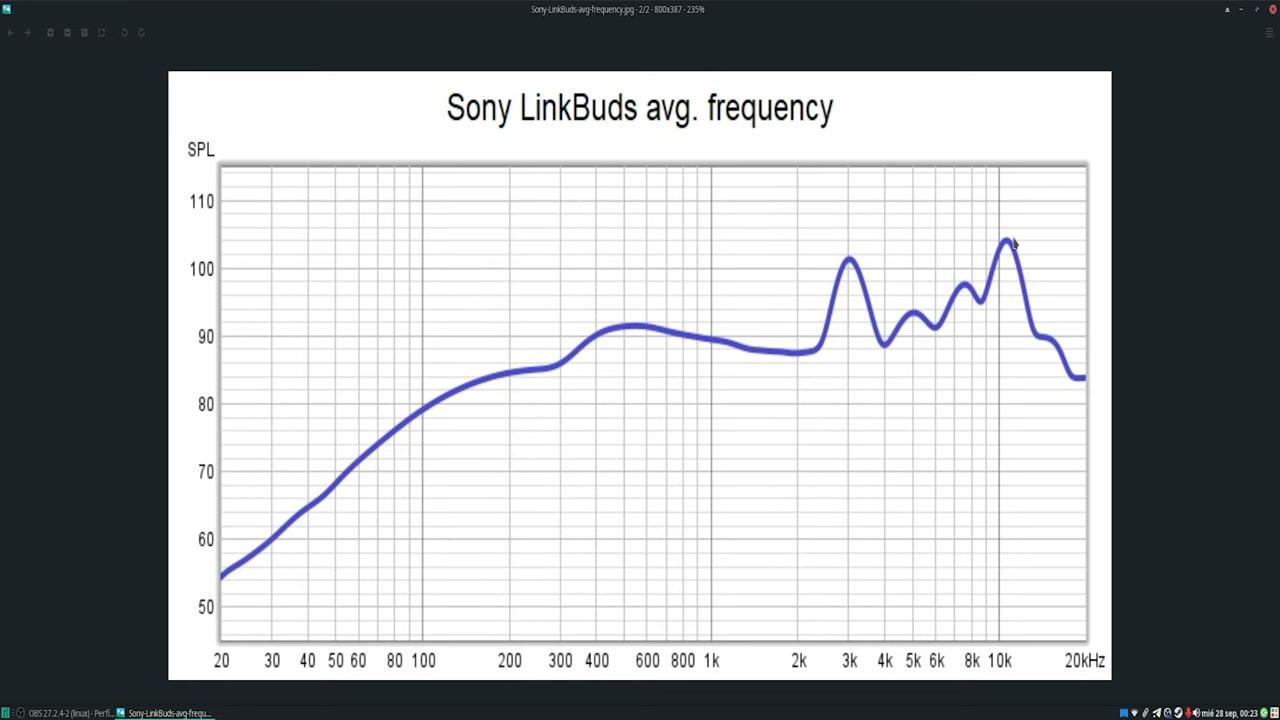 Sony-LinkBuds-avg-frequency.jpg - 2/2 - 800x387 - 235%
Sony LinkBuds avg. frequency
SPL
110
100
90
80
70
60
50
20 30 40 50 60 80 100 200 300 400 600 800 1k 2k 3k 4k 5k 6k 8k 10k 20kHz
OBS 27.2.4-2 (linux) - Perfi... Sony-LinkBuds-avg-frequ... mié 28 sep, 00:23